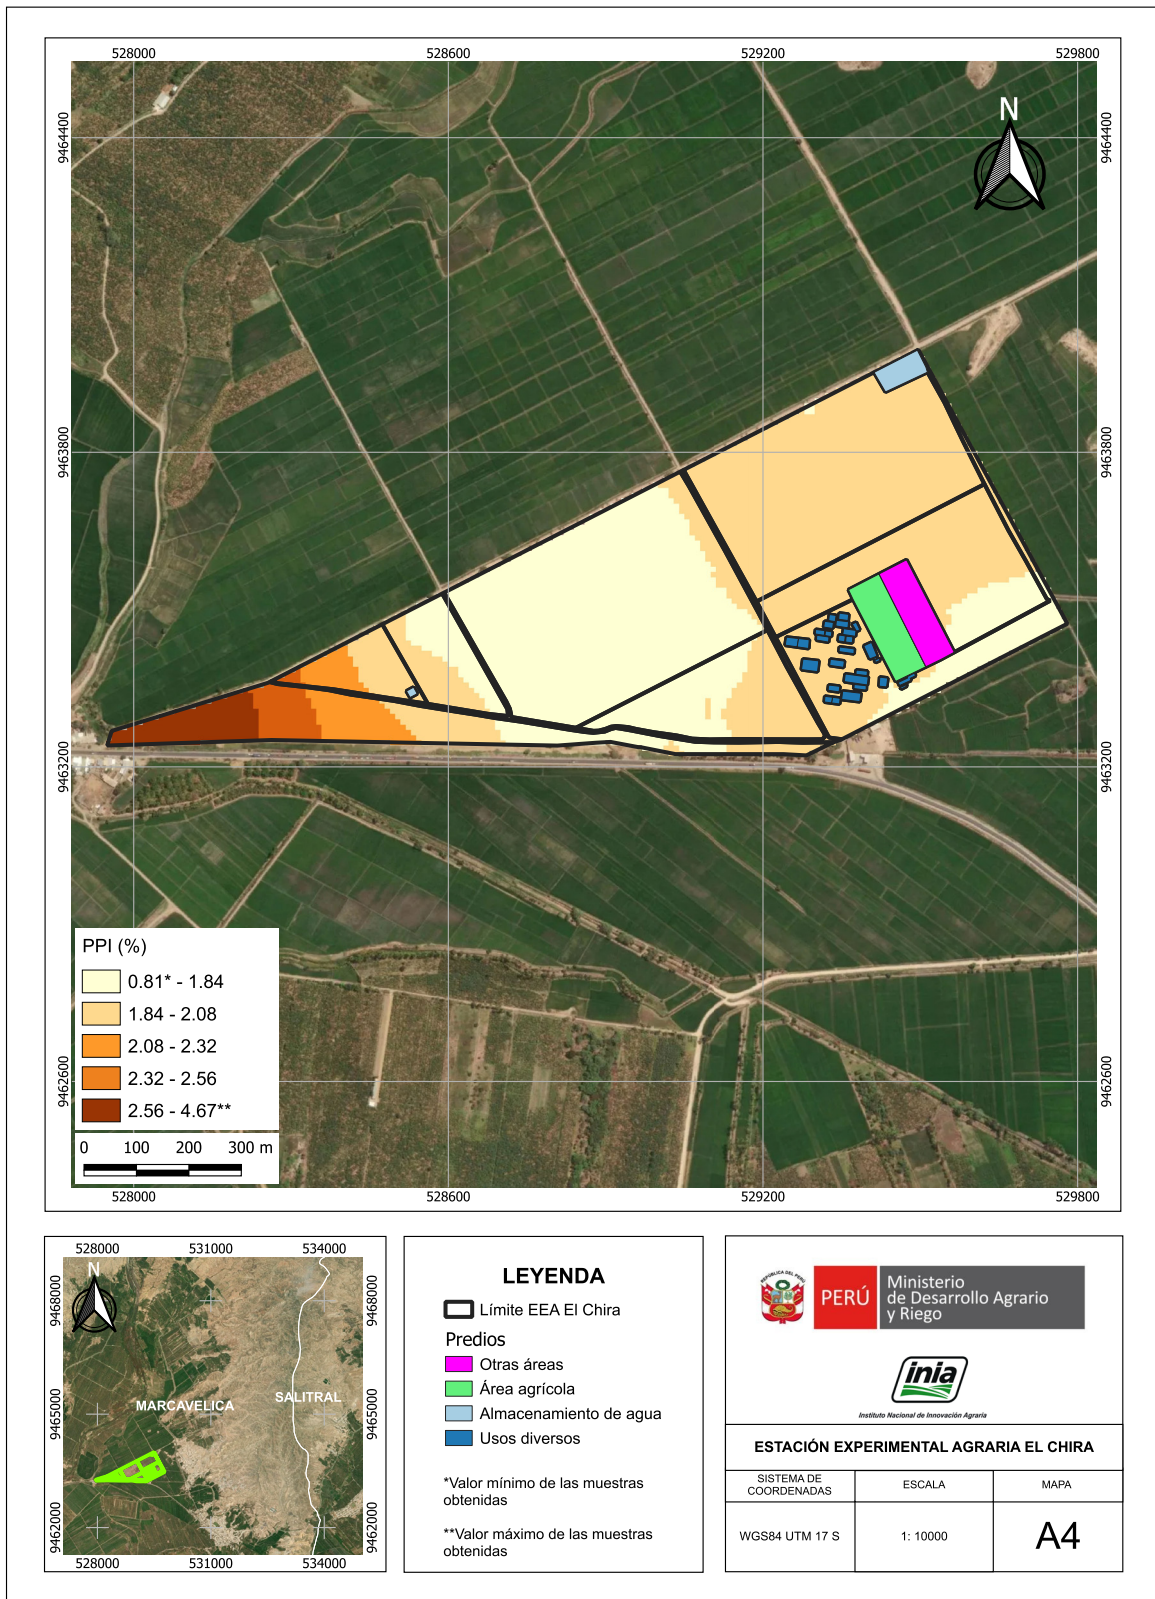 528000 528600 529200 529800
N
9464400 9464400
9463800 9463800
9463200 9463200
9462600 9462600
PPI (%)
0.81* - 1.84
1.84 - 2.08
2.08 - 2.32
2.32 - 2.56
2.56 - 4.67**
0 100 200 300 m
528000 528600 529200 529800
528000 531000 534000
N
9468000 9468000
MARCAVELICA
SALITRAL
9465000 9465000
9462000 9462000
528000 531000 534000
LEYENDA
Límite EEA El Chira
Predios
Otras áreas
Área agrícola
Almacenamiento de agua
Usos diversos
*Valor mínimo de las muestras
obtenidas
**Valor máximo de las muestras
obtenidas
REPÚBLICA DEL PERÚ
PERÚ
Ministerio
de Desarrollo Agrario
y Riego
inia
Instituto Nacional de Innovación Agraria
ESTACIÓN EXPERIMENTAL AGRARIA EL CHIRA
SISTEMA DE
COORDENADAS
ESCALA
MAPA
WGS84 UTM 17 S
1: 10000
A4